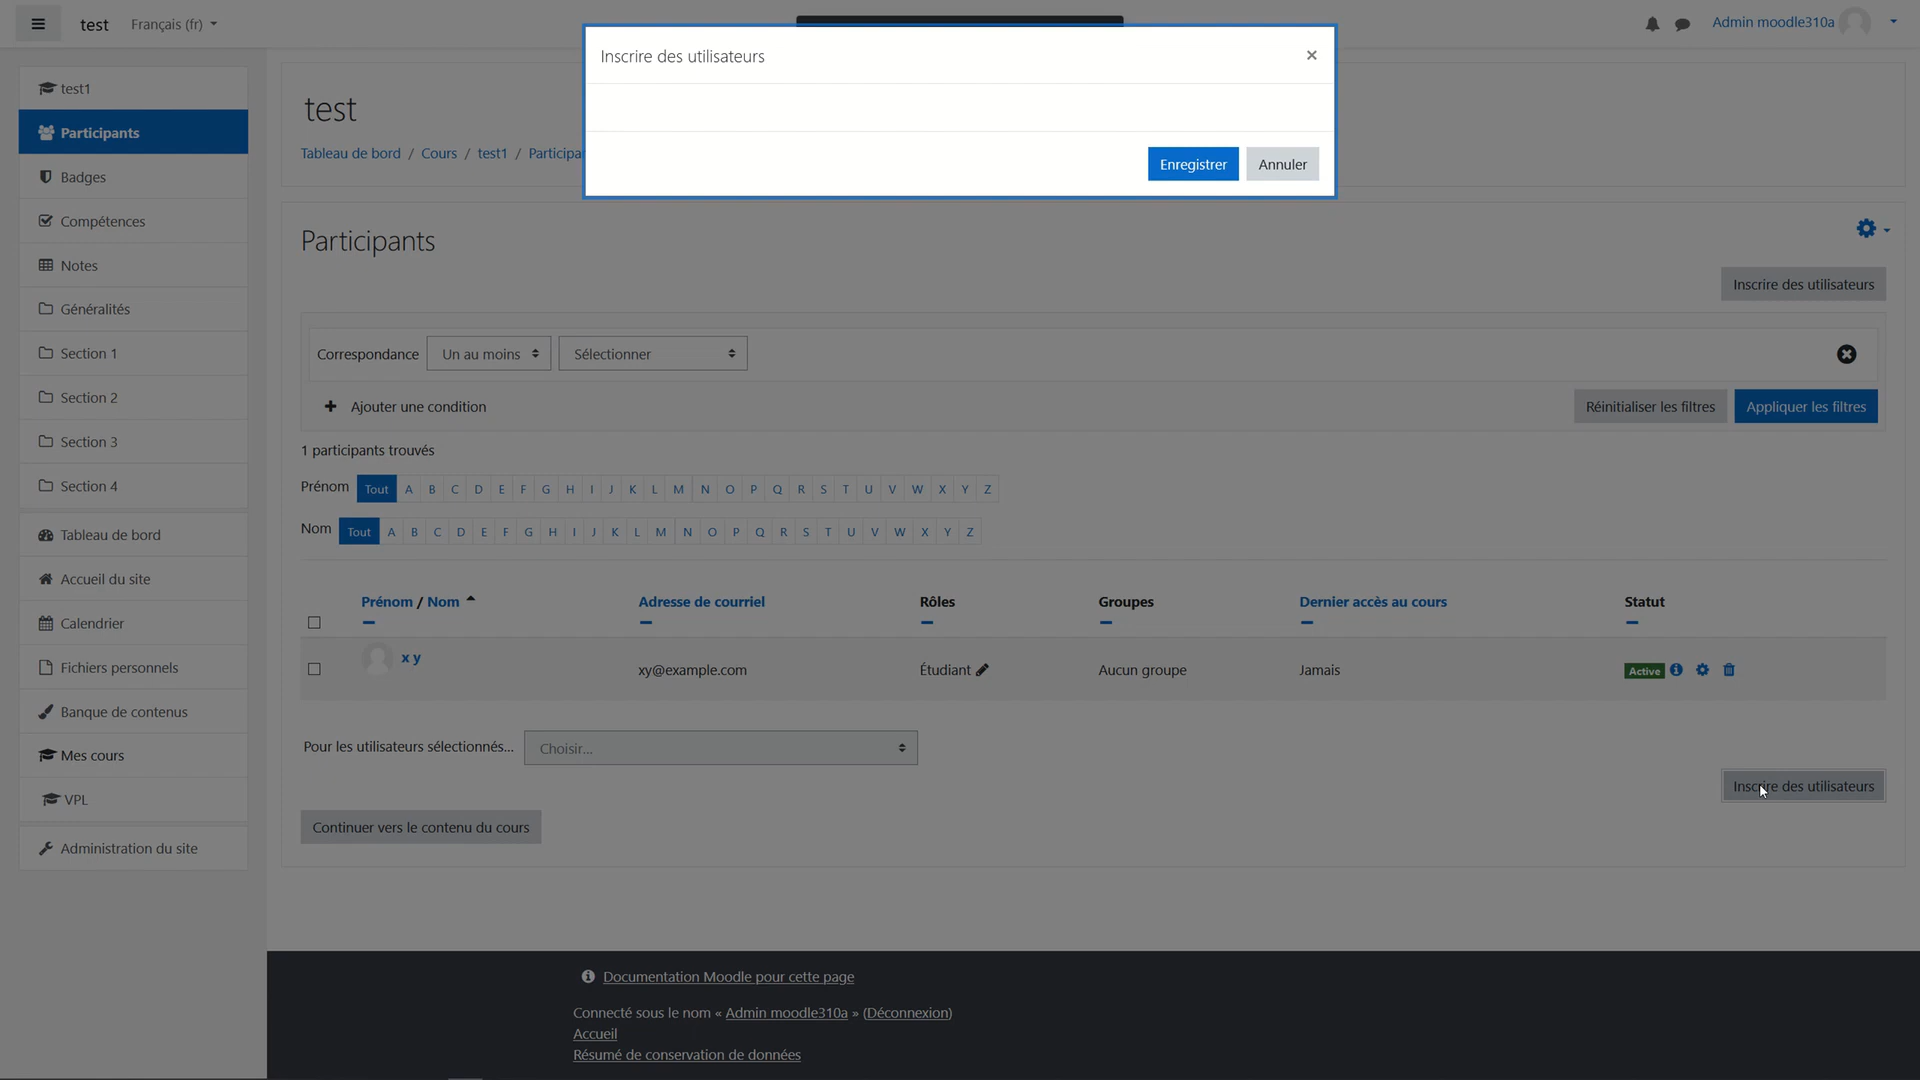 test
Français (fr)
Admin moodle310a
Inscrire des utilisateurs
×
Enregistrer
Annuler
test1
Participants
Badges
Compétences
Notes
Généralités
Section 1
Section 2
Section 3
Section 4
Tableau de bord
Accueil du site
Calendrier
Fichiers personnels
Banque de contenus
Mes cours
VPL
Administration du site
test
Tableau de bord / Cours / test1 /
Participants
Inscrire des utilisateurs
Correspondance Un au moins Sélectionner
Ajouter une condition
Réinitialiser les filtres Appliquer les filtres
1 participants trouvés
Prénom Tout A B C D E F G H I J K L M N O P Q R S T U V W X Y Z
Nom Tout A B C D E F G H I J K L M N O P Q R S T U V W X Y Z
Prénom / Nom Adresse de courriel Rôles Groupes Dernier accès au cours Statut
x y xy@example.com Étudiant Aucun groupe Jamais Active
Pour les utilisateurs sélectionnés... Choisir...
Inscrire des utilisateurs
Continuer vers le contenu du cours
Documentation Moodle pour cette page
Connecté sous le nom « Admin moodle310a » (Déconnexion)
Accueil
Résumé de conservation de données